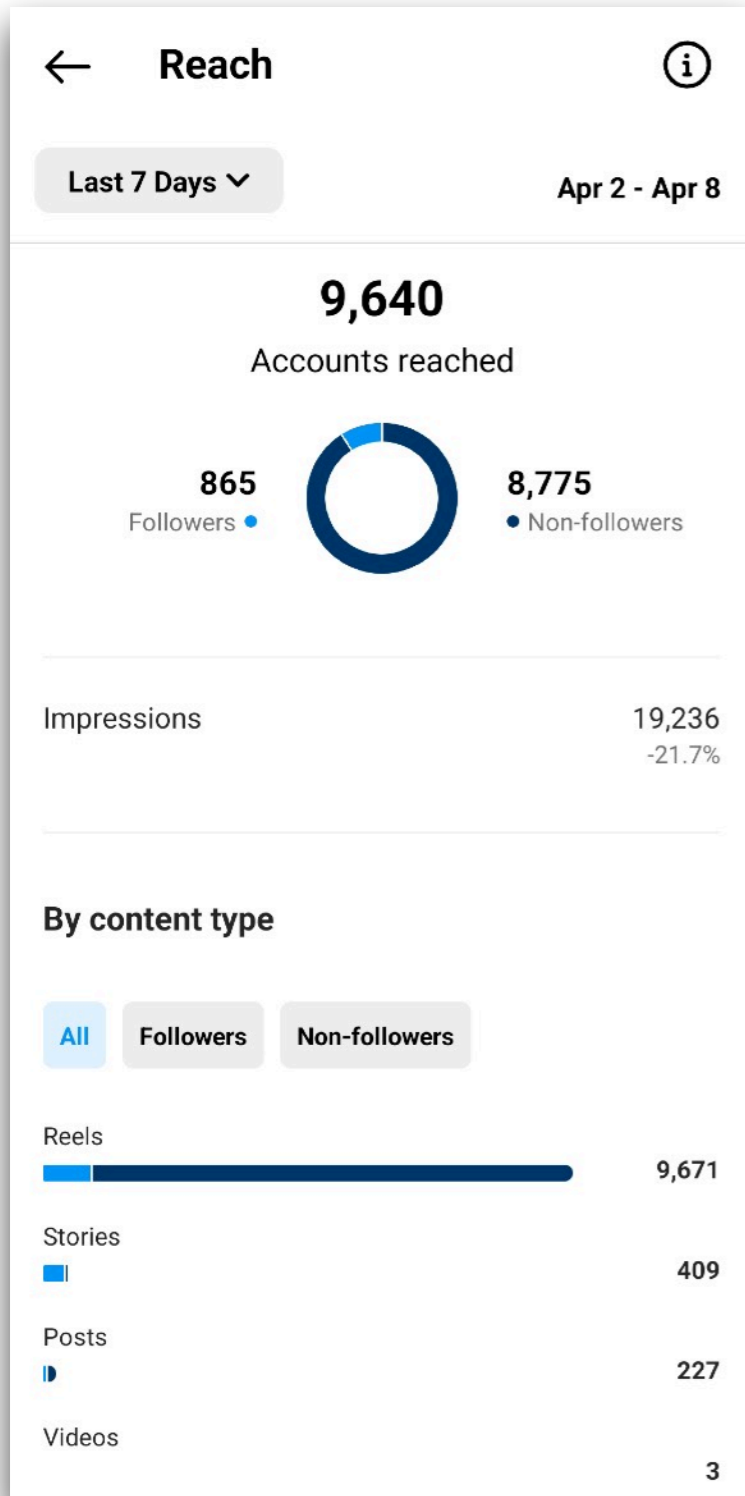 Reach
Last 7 Days
Apr 2 - Apr 8
9,640
Accounts reached
865
Followers
8,775
Non-followers
Impressions
19,236
-21.7%
By content type
All
Followers
Non-followers
Reels
9,671
Stories
409
Posts
227
Videos
3